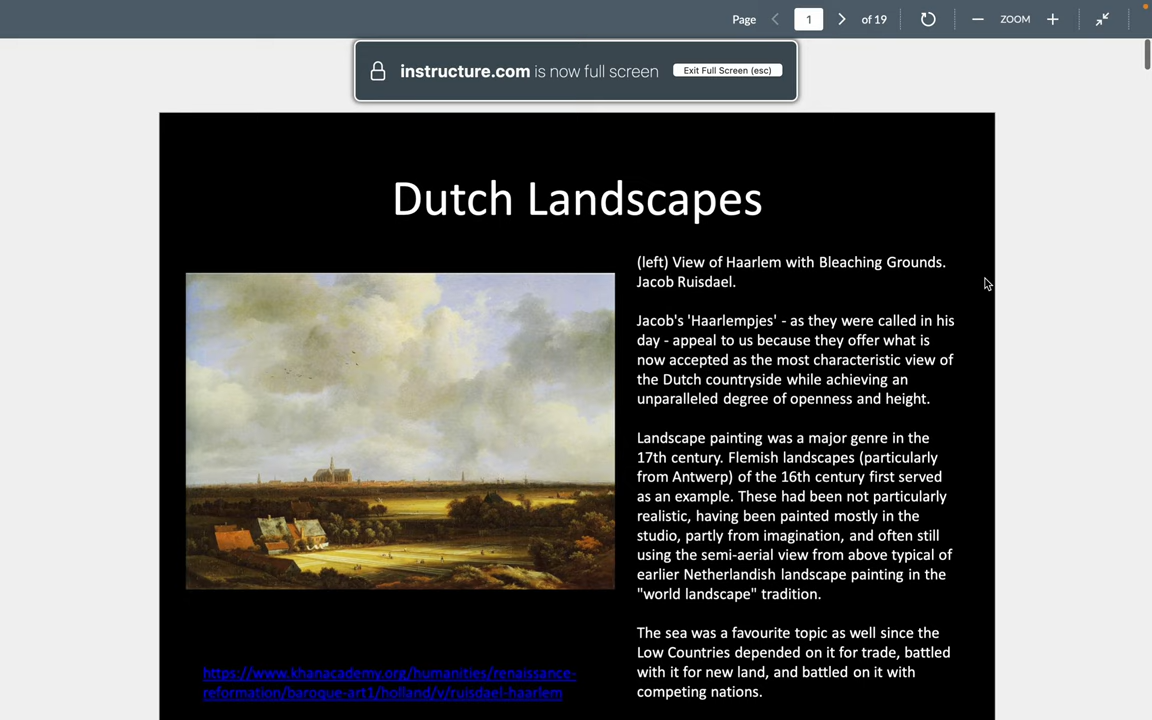 Page 1 of 19 ZOOM
instructure.com is now full screen Exit Full Screen (esc)
Dutch Landscapes
(left) View of Haarlem with Bleaching Grounds.
Jacob Ruisdael.
Jacob's 'Haarlempjes' - as they were called in his
day - appeal to us because they offer what is
now accepted as the most characteristic view of
the Dutch countryside while achieving an
unparalleled degree of openness and height.
Landscape painting was a major genre in the
17th century. Flemish landscapes (particularly
from Antwerp) of the 16th century first served
as an example. These had been not particularly
realistic, having been painted mostly in the
studio, partly from imagination, and often still
using the semi-aerial view from above typical of
earlier Netherlandish landscape painting in the
"world landscape" tradition.
The sea was a favourite topic as well since the
Low Countries depended on it for trade, battled
with it for new land, and battled on it with
competing nations.
https://www.khanacademy.org/humanities/renaissance-
reformation/baroque-art1/holland/v/ruisdael-haarlem